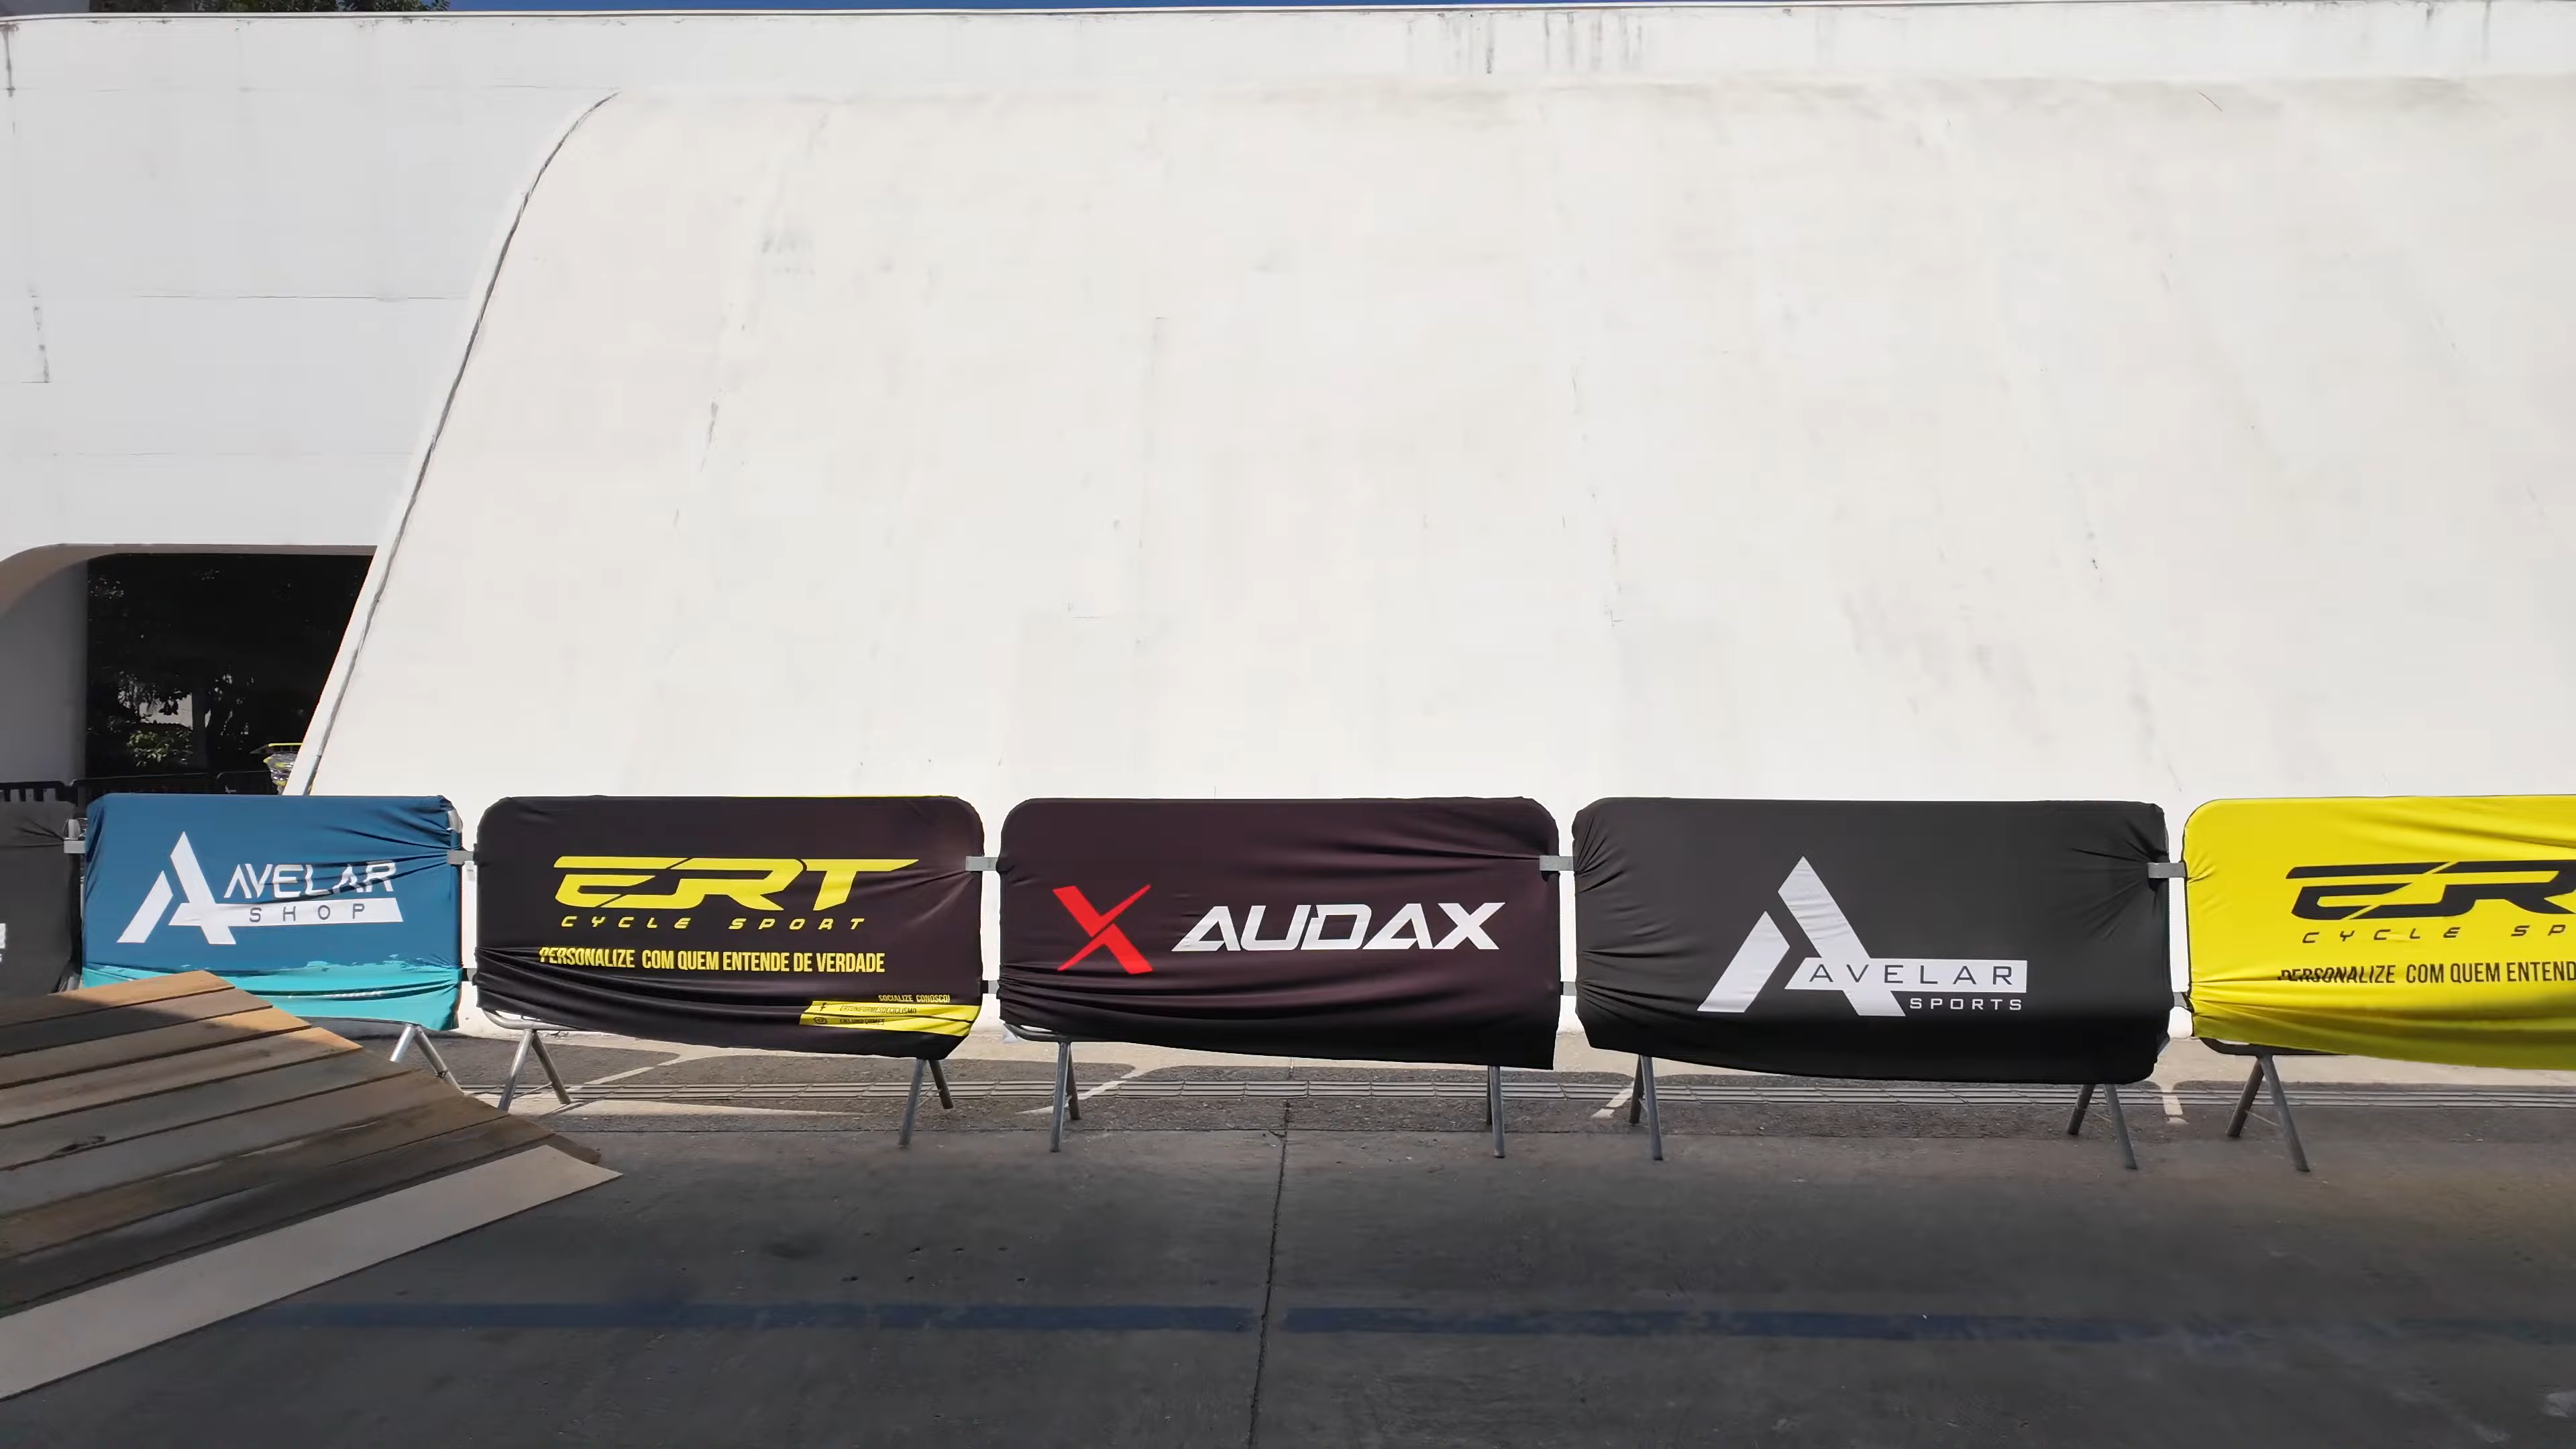 AVELAR
SHOP
ERT
CYCLE SPORT
PERSONALIZE COM QUEM ENTENDE DE VERDADE
SOCIALIZE CONOSCO!
X AUDAX
AVELAR
SPORTS
ER
CYCLE SP
PERSONALIZE COM QUEM ENTEND